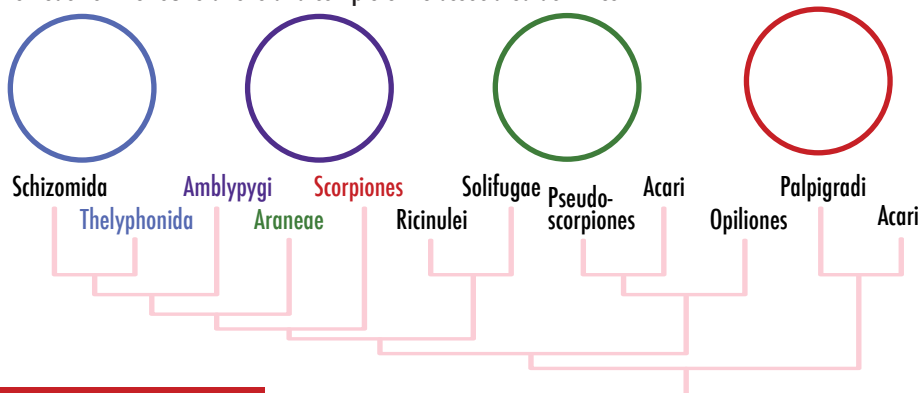 Schizomida
Amblypygi
Scorpiones
Solifugae
Pseudo-
scorpiones
Acari
Palpigradi
Thelyphonida
Araneae
Ricinulei
Opiliones
Acari